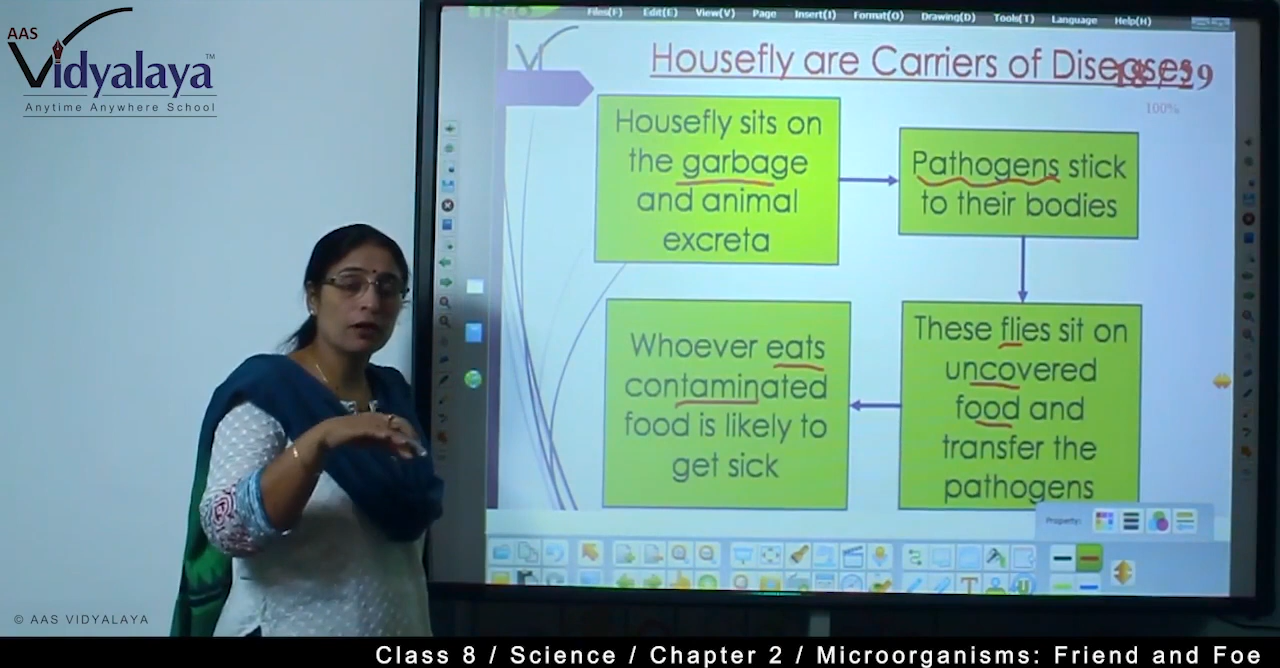 AAS
Vidyalaya™
Anytime Anywhere School
Files(F) Edit(E) View(V) Page Insert(I) Format(O) Drawing(D) Tools(T) Language Help(H)
Housefly are Carriers of Diseases
18/29
100%
Housefly sits on
the garbage
and animal
excreta
Pathogens stick
to their bodies
These flies sit on
uncovered
food and
transfer the
pathogens
Whoever eats
contaminated
food is likely to
get sick
Property:
© AAS VIDYALAYA
Class 8 / Science / Chapter 2 / Microorganisms: Friend and Foe